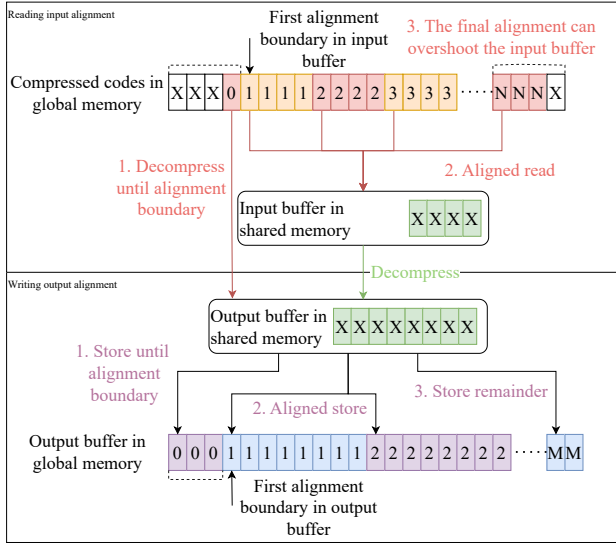 Reading input alignment
First alignment
boundary in input
buffer
3. The final alignment can
overshoot the input buffer
Compressed codes in
global memory
X X X 0 1 1 1 1 2 2 2 2 3 3 3 3 ····· N N N X
1. Decompress
until alignment
boundary
2. Aligned read
Input buffer in
shared memory
X X X X
Decompress
Writing output alignment
Output buffer in
shared memory
X X X X X X X X
1. Store until
alignment
boundary
2. Aligned store
3. Store remainder
Output buffer in
global memory
0 0 0 1 1 1 1 1 1 1 1 2 2 2 2 2 2 2 2 ····· M M
First alignment
boundary in output
buffer